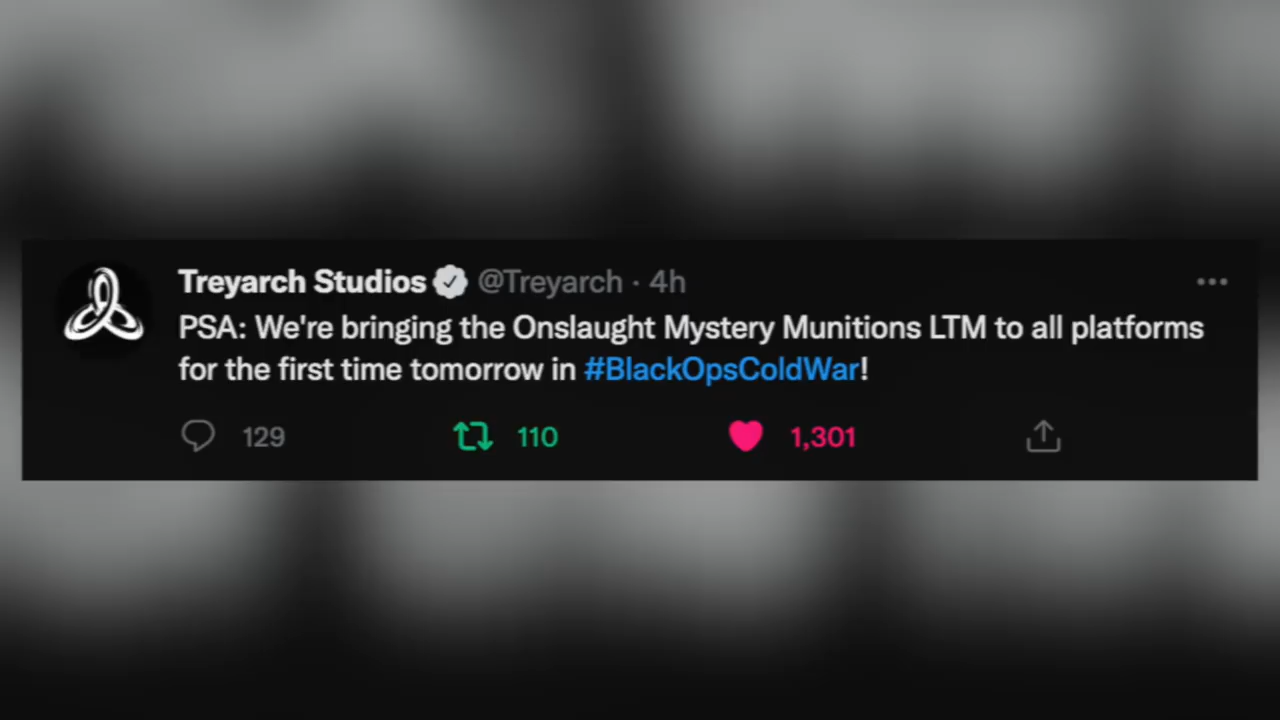 Treyarch Studios @Treyarch · 4h
PSA: We're bringing the Onslaught Mystery Munitions LTM to all platforms
for the first time tomorrow in #BlackOpsColdWar!
129 110 1,301